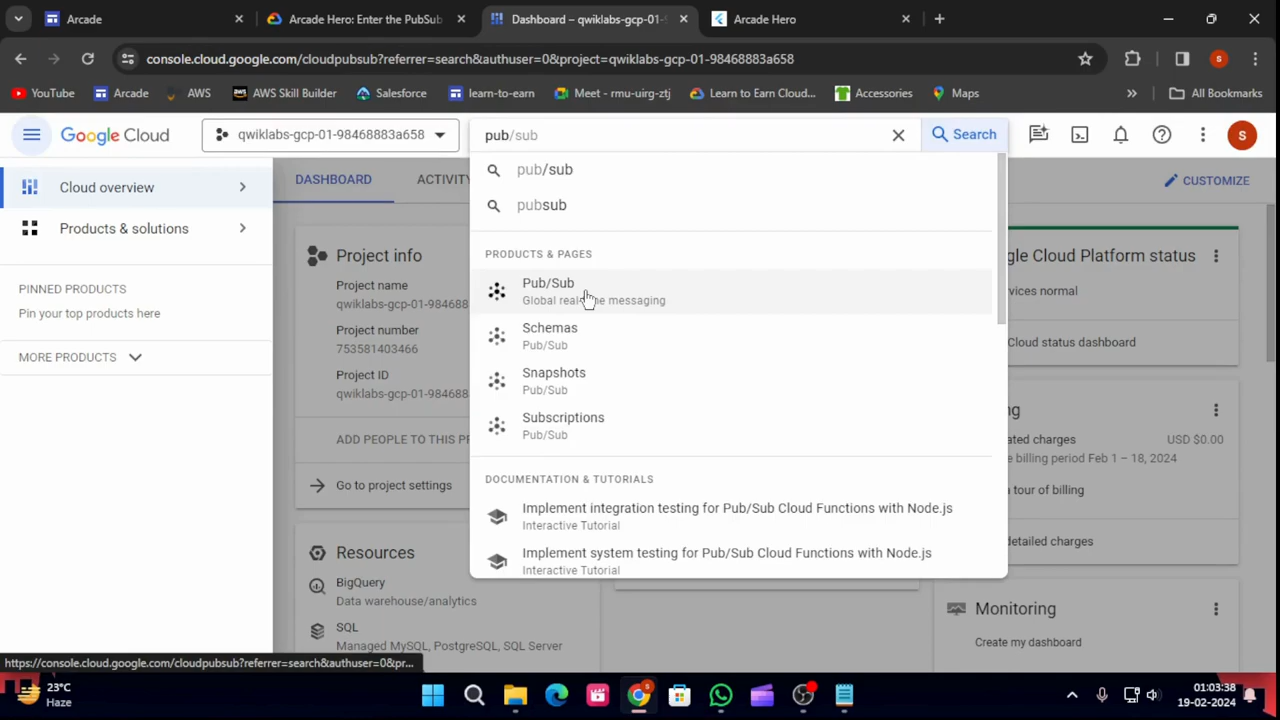 Arcade
Arcade Hero: Enter the PubSub
Dashboard – qwiklabs-gcp-01-
Arcade Hero
console.cloud.google.com/cloudpubsub?referrer=search&authuser=0&project=qwiklabs-gcp-01-98468883a658
S
YouTube
Arcade
AWS
AWS Skill Builder
Salesforce
learn-to-earn
Meet - rmu-uirg-ztj
Learn to Earn Cloud...
Accessories
Maps
»
All Bookmarks
Google Cloud
qwiklabs-gcp-01-98468883a658
pub/sub
Search
S
Cloud overview
Products & solutions
PINNED PRODUCTS
Pin your top products here
MORE PRODUCTS
DASHBOARD
ACTIVITY
CUSTOMIZE
pub/sub
pubsub
PRODUCTS & PAGES
Pub/Sub
Global real- me messaging
Schemas
Pub/Sub
Snapshots
Pub/Sub
Subscriptions
Pub/Sub
DOCUMENTATION & TUTORIALS
Implement integration testing for Pub/Sub Cloud Functions with Node.js
Interactive Tutorial
Implement system testing for Pub/Sub Cloud Functions with Node.js
Interactive Tutorial
Project info
Project name
qwiklabs-gcp-01-98468
Project number
753581403466
Project ID
qwiklabs-gcp-01-98468
ADD PEOPLE TO THIS PR
Go to project settings
Resources
BigQuery
Data warehouse/analytics
SQL
Managed MySQL, PostgreSQL, SQL Server
gle Cloud Platform status
vices normal
Cloud status dashboard
ng
ated charges
USD $0.00
he billing period Feb 1 – 18, 2024
a tour of billing
detailed charges
Monitoring
Create my dashboard
https://console.cloud.google.com/cloudpubsub?referrer=search&authuser=0&pr...
23°C
Haze
01:03:38
19-02-2024